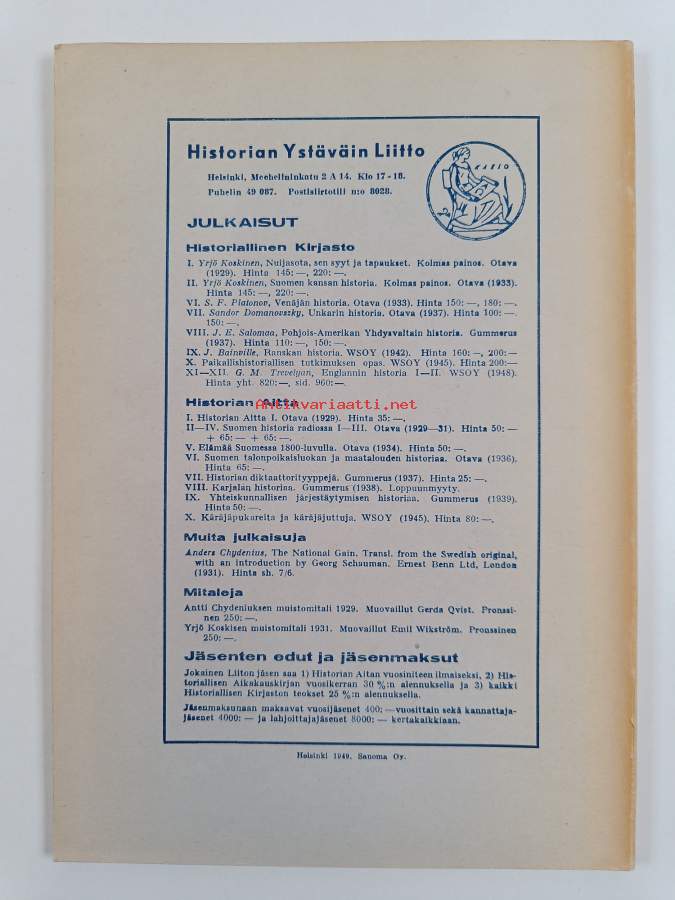 Historian Ystäväin Liitto
Helsinki, Mechelininkatu 2 A 14. Klo 17-18.
Puhelin 49 087. Postisiirtotili n:o 8028.
KLEIO
JULKAISUT
Historiallinen Kirjasto
I. Yrjö Koskinen, Nuijasota, sen syyt ja tapaukset. Kolmas painos. Otava
(1929). Hinta 145: —, 220: —.
II. Yrjö Koskinen, Suomen kansan historia. Kolmas painos. Otava (1933).
Hinta 145: —, 220: —.
VI. S. F. Platonov, Venäjän historia. Otava (1933). Hinta 150: —, 180: —.
VII. Sandor Domanovszky, Unkarin historia. Otava (1937). Hinta 100: —.
150: —.
VIII. J. E. Salomaa, Pohjois-Amerikan Yhdysvaltain historia. Gummerus
(1937). Hinta 110: —, 150: —.
IX. J. Bainville, Ranskan historia. WSOY (1942). Hinta 160: —, 200: —
X. Paikallishistoriallisen tutkimuksen opas. WSOY (1945). Hinta 200: —
XI—XII. G. M. Trevelyan, Englannin historia I—II. WSOY (1948).
Hinta yht. 820: —, sid. 960: —.
Antikvariaatti.net
Historian Aitta
I. Historian Aitta I. Otava (1929). Hinta 35: —.
II—IV. Suomen historia radiossa I—III. Otava (1929—31). Hinta 50: —
+ 65: — + 65: —.
V. Elämää Suomessa 1800-luvulla. Otava (1934). Hinta 50: —.
VI. Suomen talonpoikaisluokan ja maatalouden historiaa. Otava (1936).
Hinta 65: —.
VII. Historian diktaattorityyppejä. Gummerus (1937). Hinta 25: —.
VIII. Karjalan historiaa. Gummerus (1938). Loppuunmyyty.
IX. Yhteiskunnallisen järjestäytymisen historiaa. Gummerus (1939).
Hinta 50: —.
X. Käräjäpukareita ja käräjäjuttuja. WSOY (1945). Hinta 80: —,
Muita julkaisuja
Anders Chydenius, The National Gain. Transl. from the Swedish original,
with an introduction by Georg Schauman. Ernest Benn Ltd, London
(1931). Hinta sh. 7/6.
Mitaleja
Antti Chydeniuksen muistomitali 1929. Muovaillut Gerda Qvist. Pronssi-
nen 250: —.
Yrjö Koskisen muistomitali 1931. Muovaillut Emil Wikström. Pronssinen
250: —.
Jäsenten edut ja jäsenmaksut
Jokainen Liiton jäsen saa 1) Historian Aitan vuosiniteen ilmaiseksi, 2) His-
toriallisen Aikakauskirjan vuosikerran 30 %:n alennuksella ja 3) kaikki
Historiallisen Kirjaston teokset 25 %:n alennuksella.
Jäsenmaksunaan maksavat vuosijäsenet 400: — vuosittain sekä kannattaja-
jäsenet 4000: — ja lahjoittajajäsenet 8000: — kertakaikkiaan.
Helsinki 1949, Sanoma Oy.